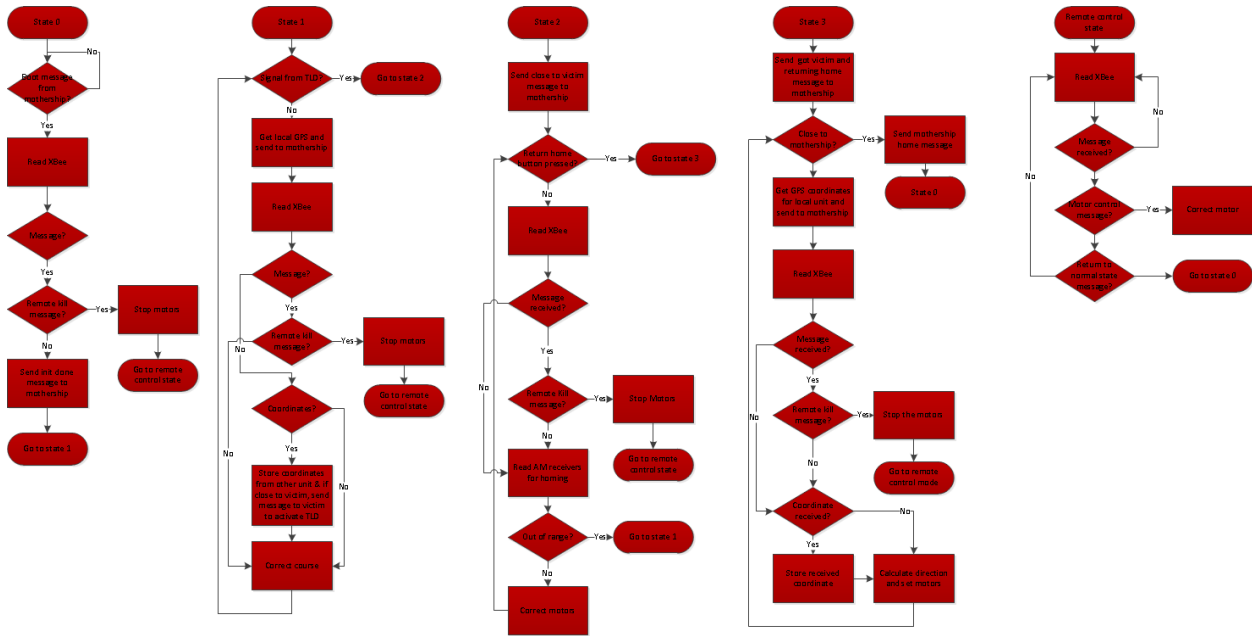 State 0
No
Boot message
from
mothership?
Yes
Read XBee
Message?
Yes
Remote kill
message?
Yes
Stop motors
No
Go to remote
control state
Send init done
message to
mothership
Go to state 1
State 1
Signal from TLD?
Yes
Go to state 2
No
Get local GPS and
send to mothership
Read XBee
Message?
Yes
Remote kill
message?
Yes
Stop motors
No
Go to remote
control state
Coordinates?
Yes
No
No
Store coordinates
from other unit & if
close to victim, send
message to victim
to activate TLD
Correct course
State 2
Send close to victim
message to
mothership
Return home
button pressed?
Yes
Go to state 3
No
Read XBee
Message
received?
Yes
No
Remote kill
message?
Yes
Stop Motors
No
Go to remote
control state
Read AM receivers
for homing
Out of range?
Yes
Go to state 1
No
Correct motors
State 3
Send got victim and
returning home
message to
mothership
Close to
mothership?
Yes
Send mothership
home message
State 0
Get GPS coordinates
for local unit and
send to mothership
Read XBee
Message
received?
Yes
No
Remote kill
message?
Yes
Stop the motors
No
Go to remote
control mode
Coordinate
received?
No
Yes
Store received
coordinate
Calculate direction
and set motors
Remote control
state
Read XBee
No
Message
received?
No
Motor control
message?
Yes
Correct motor
Return to
normal state
message?
Go to state 0